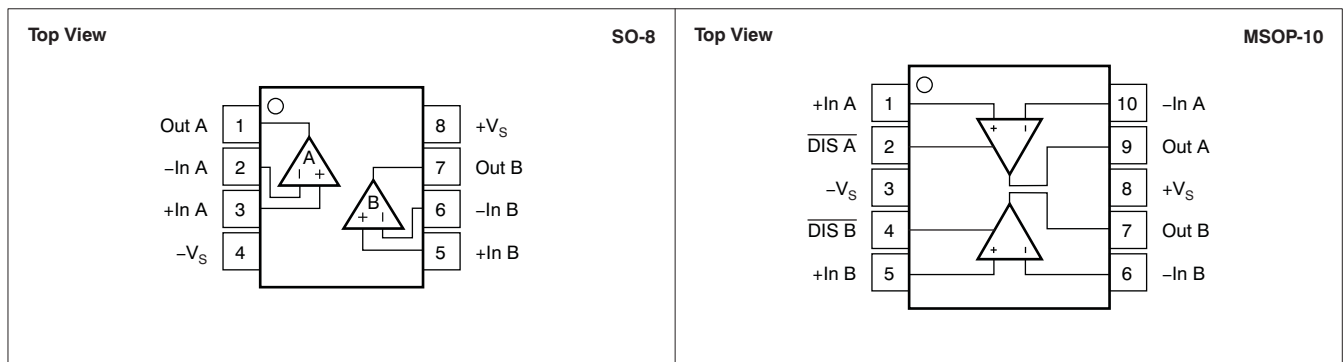 Top View
SO-8
Out A 1
−In A 2
+In A 3
−VS 4
8 +VS
7 Out B
6 −In B
5 +In B
A
− +
B
+ −
Top View
MSOP-10
+In A 1
DIS A 2
−VS 3
DIS B 4
+In B 5
10 −In A
9 Out A
8 +VS
7 Out B
6 −In B
+ −
+ −